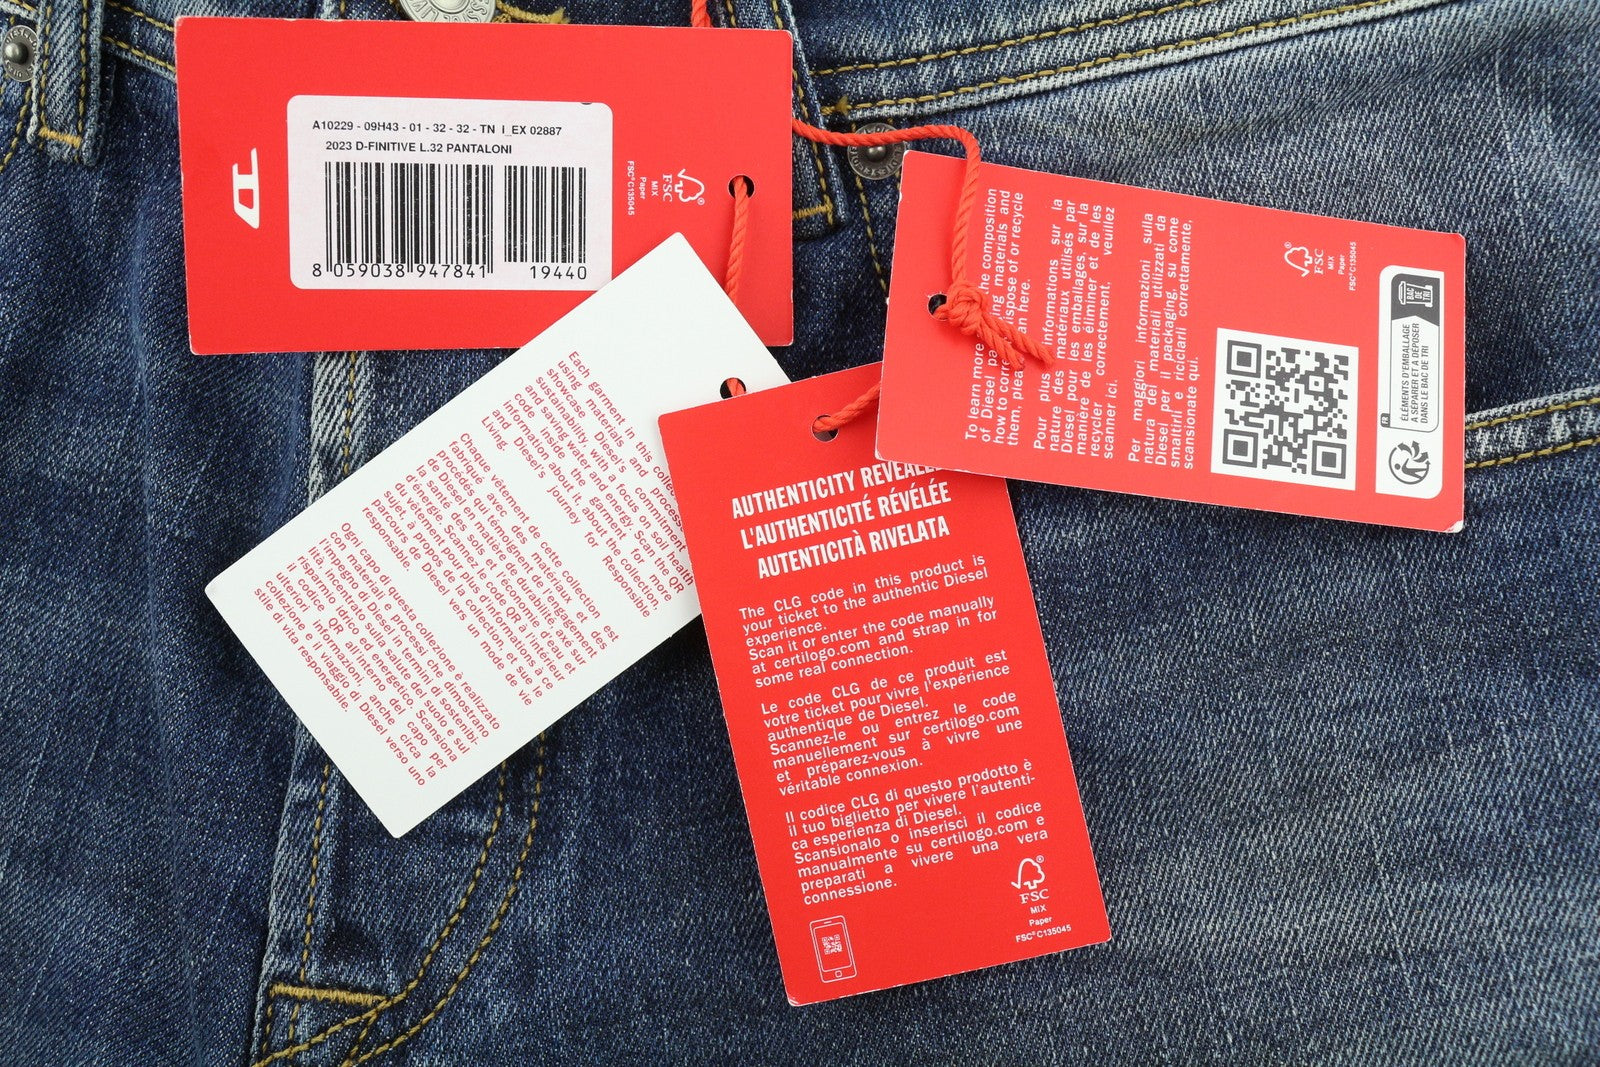 A10229 - 09H43 - 01 - 32 - 32 - TN I_EX 02887
2023 D-FINITIVE L.32 PANTALONI
8 059038 947841
19440
FSC®
MIX
Paper
FSC® C135045
Each garment in this
using materials and
showcase Diesel's commitment
sustainability, with a focus on soil health
and saving water and energy. Scan the QR
code inside the garment for more
information about it, about the collection,
and Diesel's journey for Responsible
Living.
Chaque vêtement de cette collection est
fabriqué avec des matériaux et des
procédés qui témoignent de l'engagement
de Diesel en matière de durabilité, axé sur
la santé des sols et l'économie d'eau et
d'énergie. Scannez le code QR à l'intérieur
du vêtement pour plus d'informations à ce
sujet, à propos de la collection, et sue le
parcours de Diesel vers un mode de vie
responsable.
Ogni capo di questa collezione è realizzato
con materiali e processi che dimostrano
l'impegno di Diesel in termini di sostenibi-
lità, incentrato sulla salute del suolo e sul
risparmio idrico ed energetico. Scansiona
il codice QR all'interno del capo per
ulteriori informazioni, anche circa la
collezione e il viaggio di Diesel verso uno
stile di vita responsabile.
AUTHENTICITY
L'AUTHENTICITÉ RÉVÉLÉE
AUTENTICITÀ RIVELATA
The CLG code in this product is
your ticket to the authentic Diesel
experience.
Scan it or enter the code manually
at certilogo.com and strap in for
some real connection.
Le code CLG de ce produit est
votre ticket pour vivre l'expérience
authentique de Diesel.
Scannez-le ou entrez le code
manuellement sur certilogo.com
et préparez-vous à vivre une
véritable connexion.
Il codice CLG di questo prodotto è
il tuo biglietto per vivere l'autenti-
ca esperienza di Diesel.
Scansionalo o inserisci il codice
manualmente su certilogo.com e
preparati a vivere una vera
connessione.
FSC
MIX
Paper
FSC® C135045
To learn more the composition
of Diesel materials and
how to dispose of or recycle
them, here.
Pour plus informations sur la
nature des matériaux utilisés par
Diesel pour les emballages, sur la
manière de les éliminer et de les
recycler correctement, veuillez
scanner ici.
Per maggiori informazioni sulla
natura dei materiali utilizzati da
Diesel per il packaging, su come
smaltirli e riciclarli correttamente,
scansionate qui.
FSC
MIX
Paper
FSC® C135045
FR
ÉLÉMENTS D'EMBALLAGE
À SÉPARER ET À DÉPOSER
DANS LE BAC DE TRI
BAC
DE
TRI